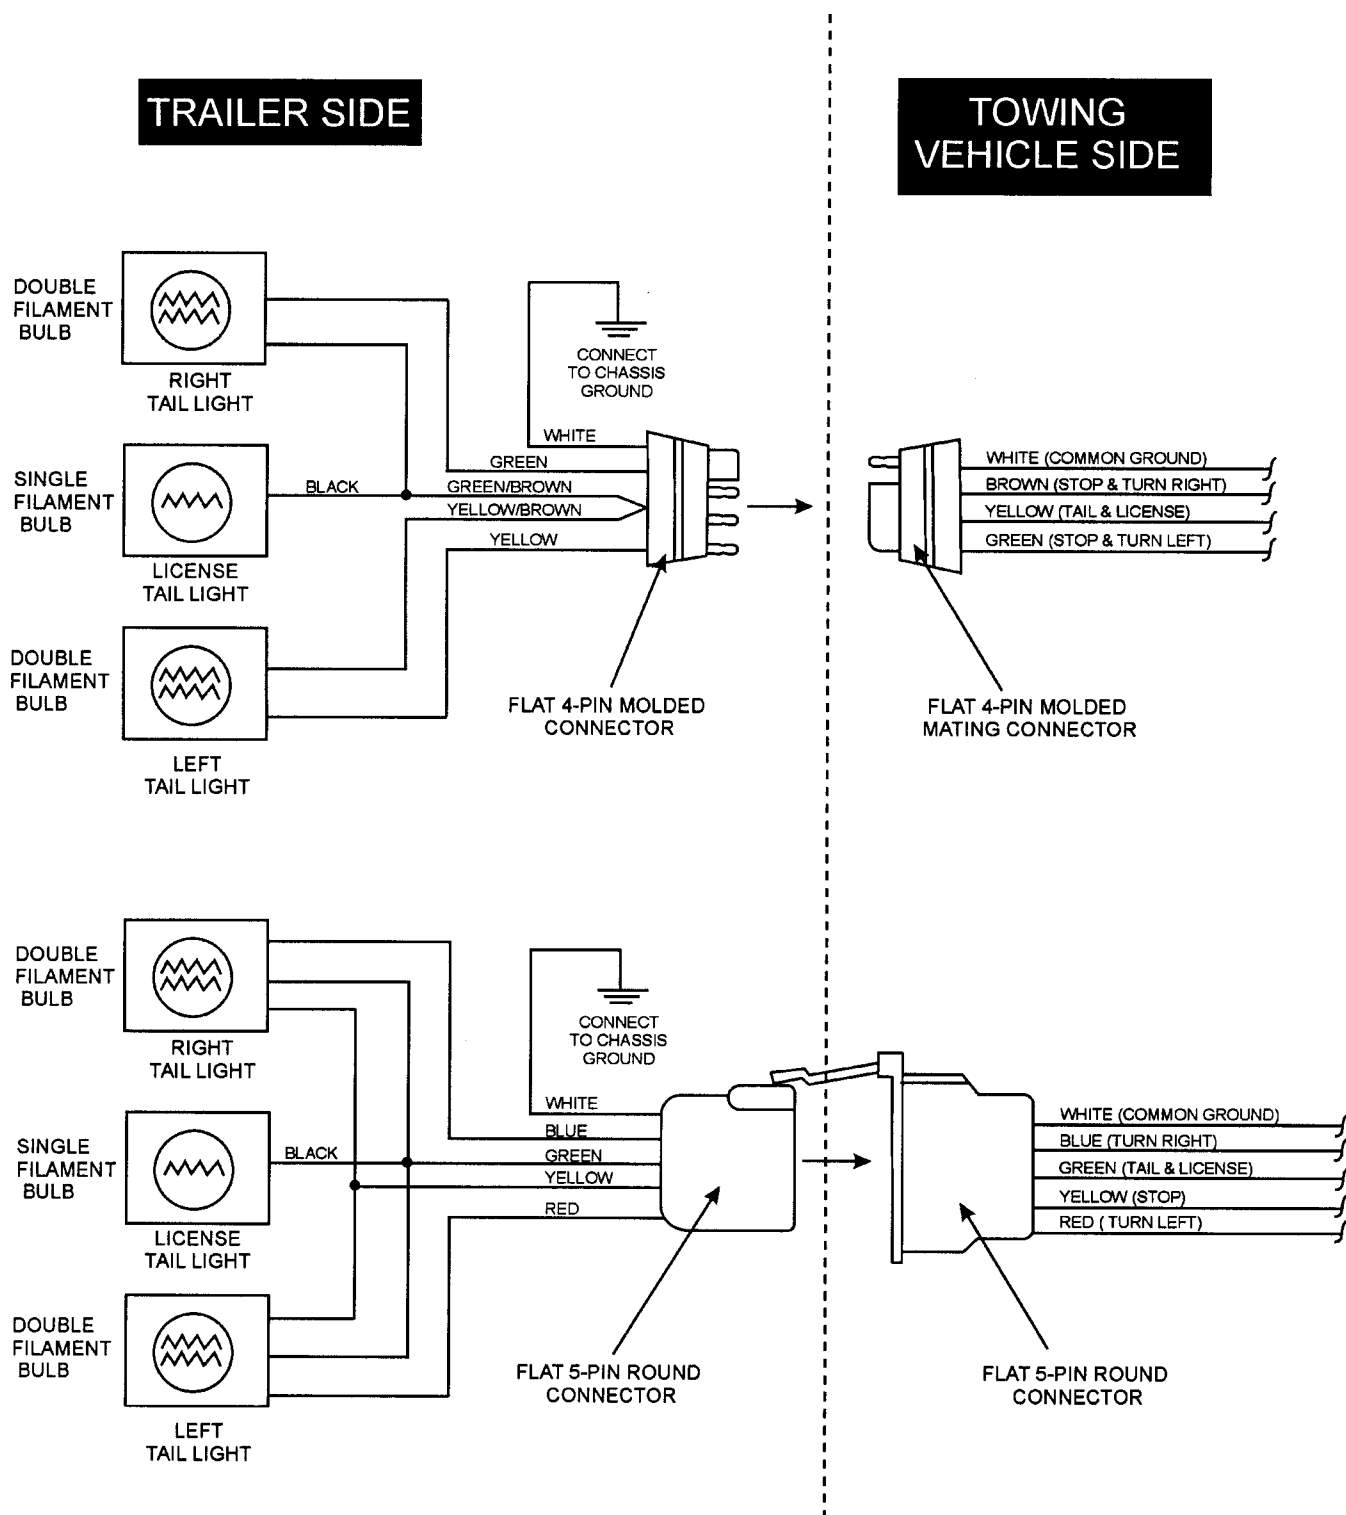 TRAILER SIDE
TOWING
VEHICLE SIDE
DOUBLE
FILAMENT
BULB
RIGHT
TAIL LIGHT
CONNECT
TO CHASSIS
GROUND
WHITE
GREEN
SINGLE
FILAMENT
BULB
BLACK
GREEN/BROWN
YELLOW/BROWN
YELLOW
LICENSE
TAIL LIGHT
WHITE (COMMON GROUND)
BROWN (STOP & TURN RIGHT)
YELLOW (TAIL & LICENSE)
GREEN (STOP & TURN LEFT)
DOUBLE
FILAMENT
BULB
LEFT
TAIL LIGHT
FLAT 4-PIN MOLDED
CONNECTOR
FLAT 4-PIN MOLDED
MATING CONNECTOR
DOUBLE
FILAMENT
BULB
RIGHT
TAIL LIGHT
CONNECT
TO CHASSIS
GROUND
WHITE
BLUE
SINGLE
FILAMENT
BULB
BLACK
GREEN
YELLOW
RED
LICENSE
TAIL LIGHT
WHITE (COMMON GROUND)
BLUE (TURN RIGHT)
GREEN (TAIL & LICENSE)
YELLOW (STOP)
RED ( TURN LEFT)
DOUBLE
FILAMENT
BULB
LEFT
TAIL LIGHT
FLAT 5-PIN ROUND
CONNECTOR
FLAT 5-PIN ROUND
CONNECTOR